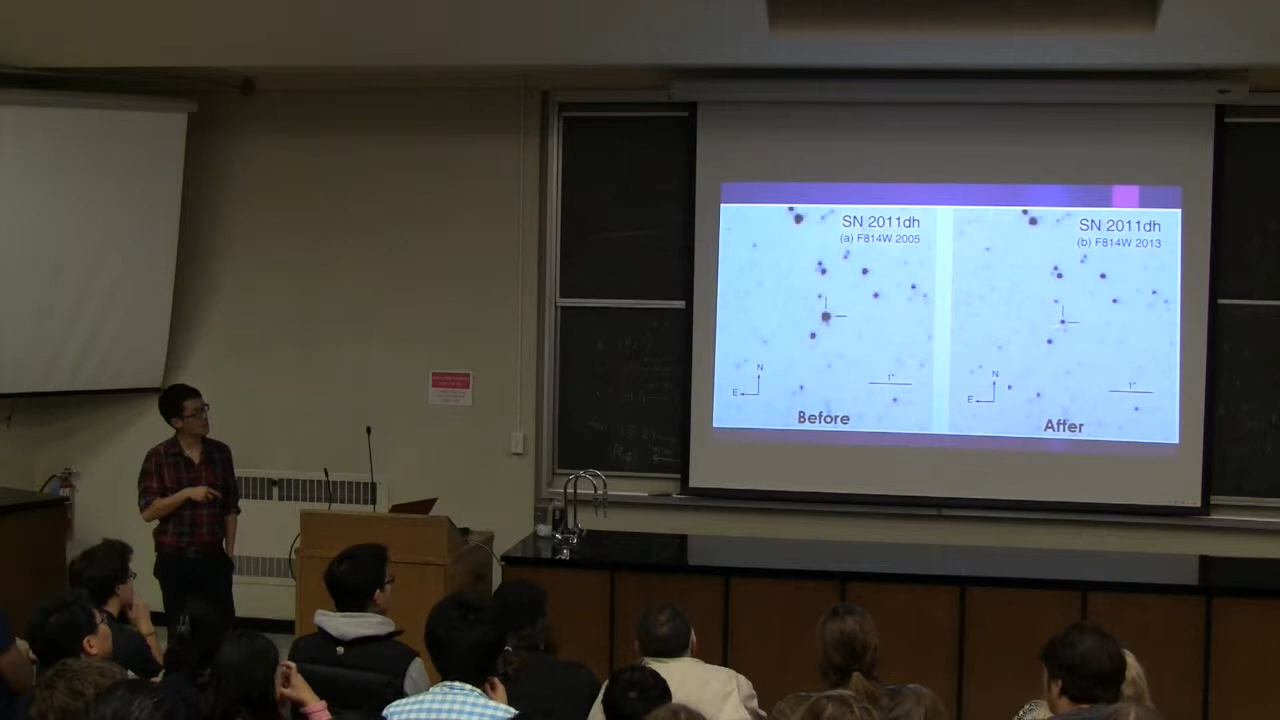 SN 2011dh
(a) F814W 2005
N
E
1"
Before
SN 2011dh
(b) F814W 2013
N
E
1"
After